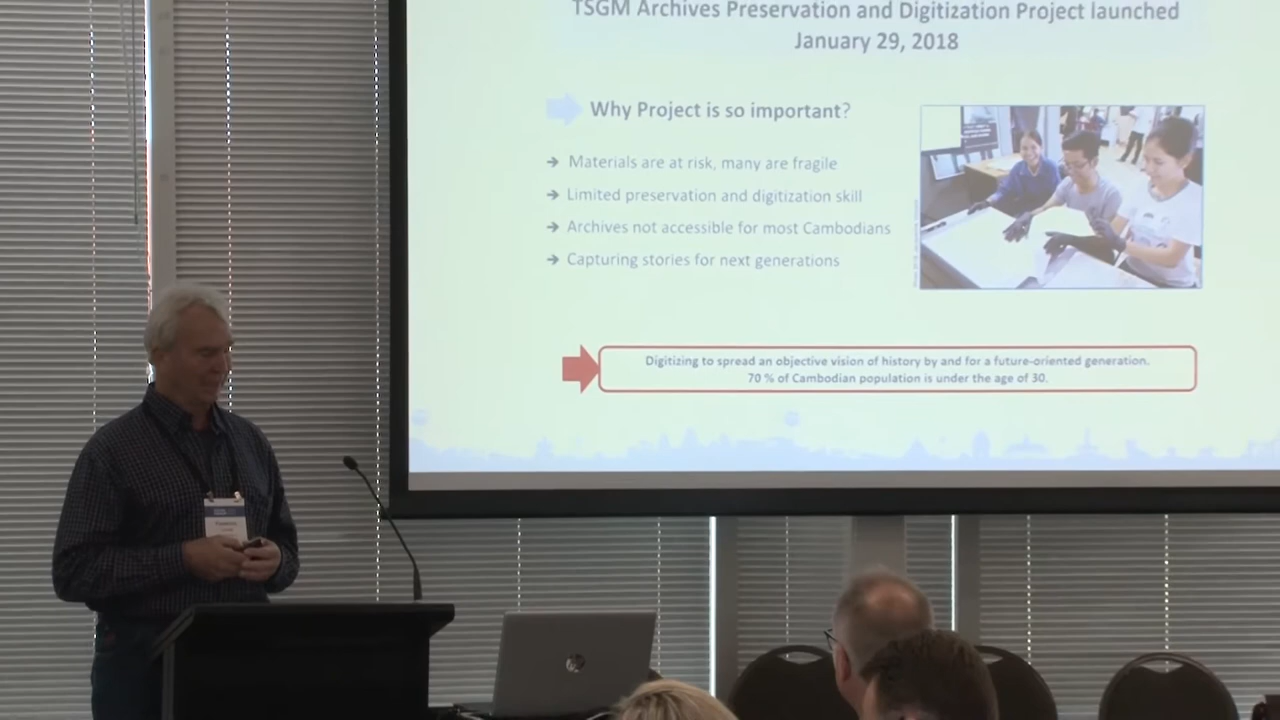 TSGM Archives Preservation and Digitization Project launched
January 29, 2018
Why Project is so important?
→ Materials are at risk, many are fragile
→ Limited preservation and digitization skill
→ Archives not accessible for most Cambodians
→ Capturing stories for next generations
Digitizing to spread an objective vision of history by and for a future-oriented generation.
70 % of Cambodian population is under the age of 30.
hp